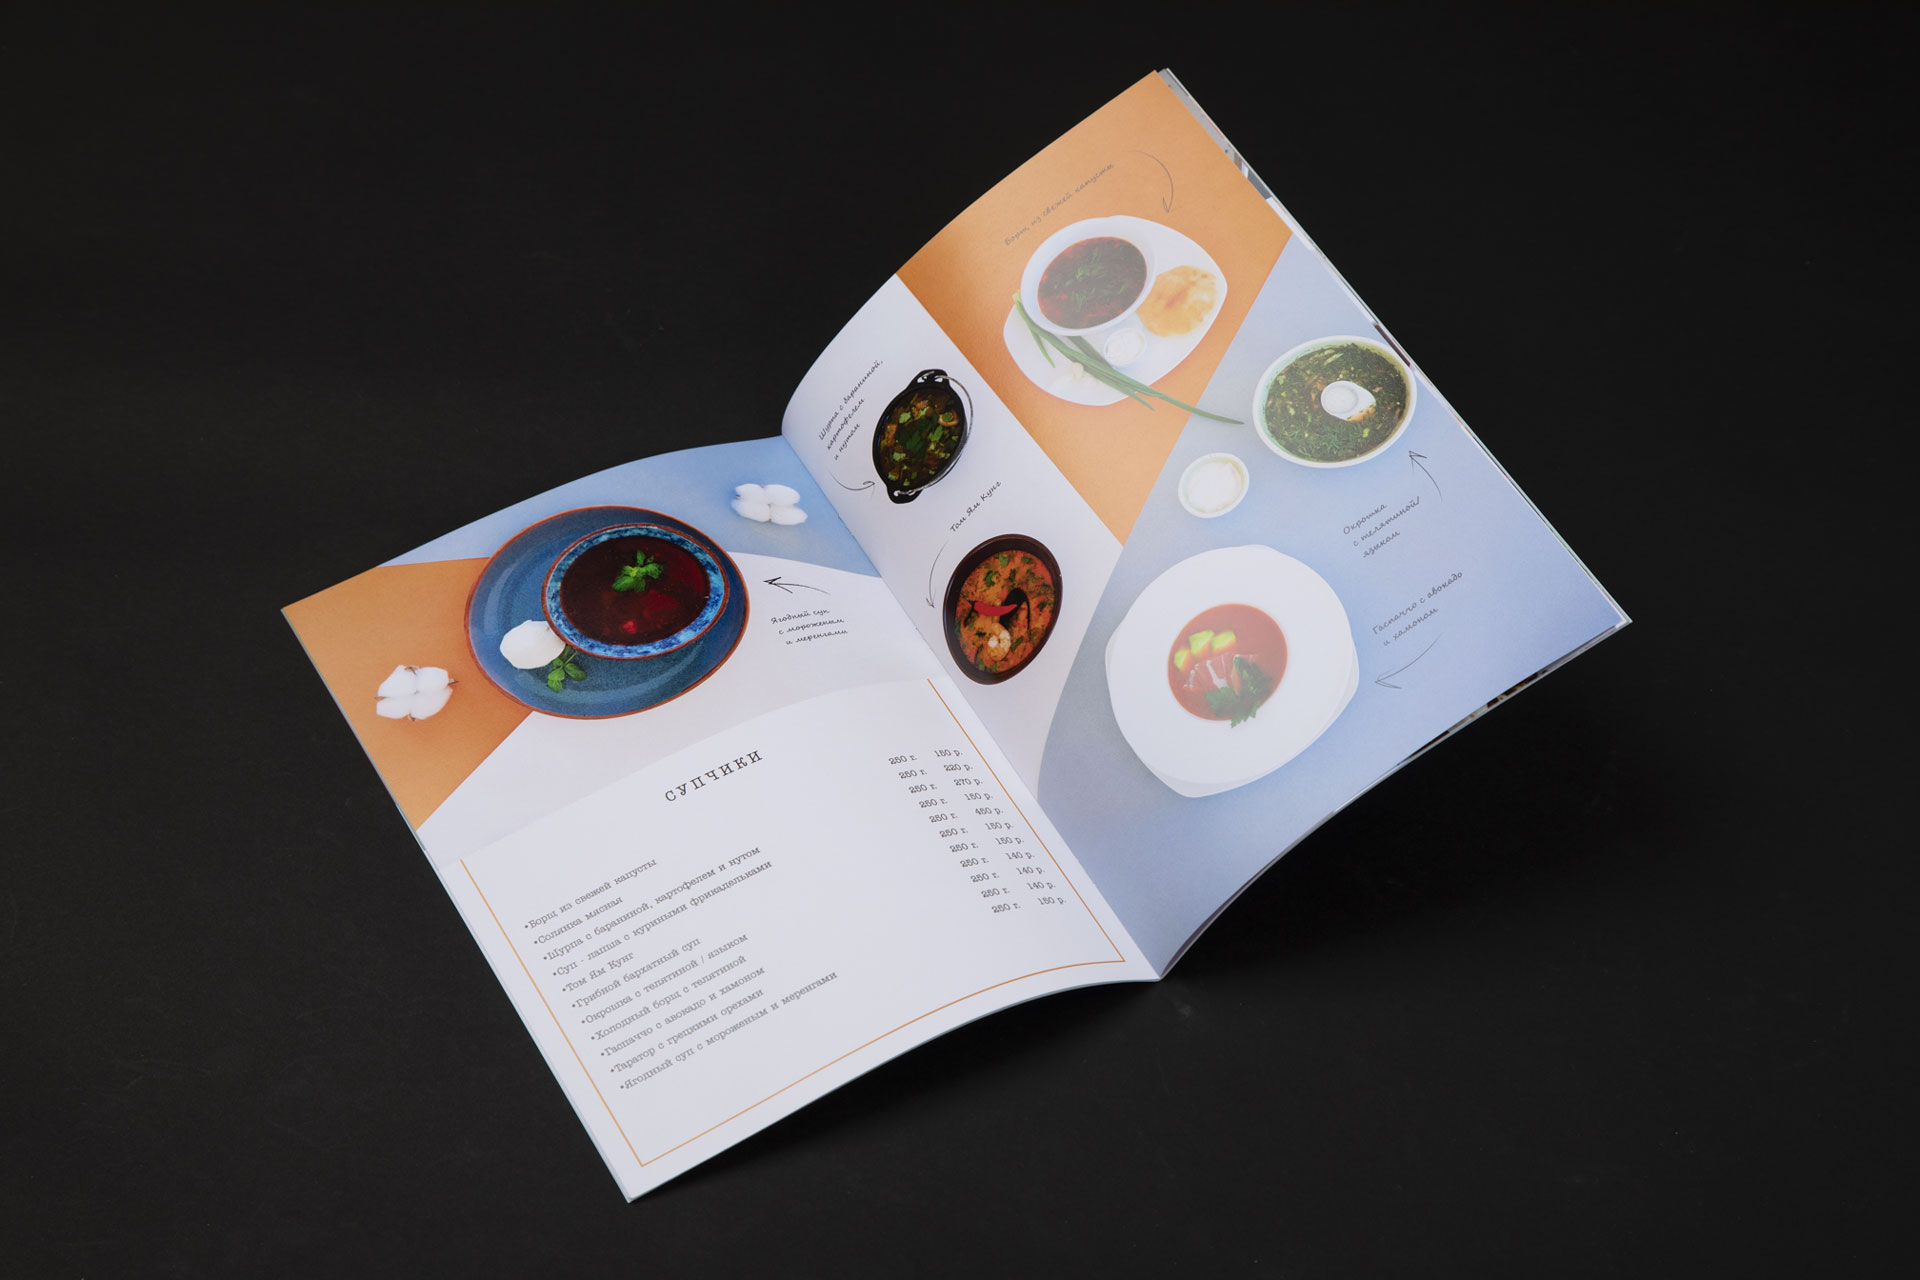 Ягодный суп
с мороженым
и меренгами
СУПЧИКИ
•Борщ из свежей капусты 250 г. 150 р.
•Солянка мясная 250 г. 220 р.
•Шурпа с бараниной, картофелем и нутом 250 г. 270 р.
•Суп - лапша с куриными фрикадельками 250 г. 150 р.
•Том Ям Кунг 250 г. 450 р.
•Грибной бархатный суп 250 г. 150 р.
•Окрошка с телятиной / языком 250 г. 150 р.
•Холодный борщ с телятиной 250 г. 140 р.
•Гаспаччо с авокадо и хамоном 250 г. 140 р.
•Таратор с грецкими орехами 250 г. 140 р.
•Ягодный суп с мороженым и меренгами 250 г. 150 р.
Борщ из свежей капусты
Шурпа с бараниной,
картофелем
и нутом
Том Ям Кунг
Окрошка
с телятиной/
языком
Гаспаччо с авокадо
и хамоном